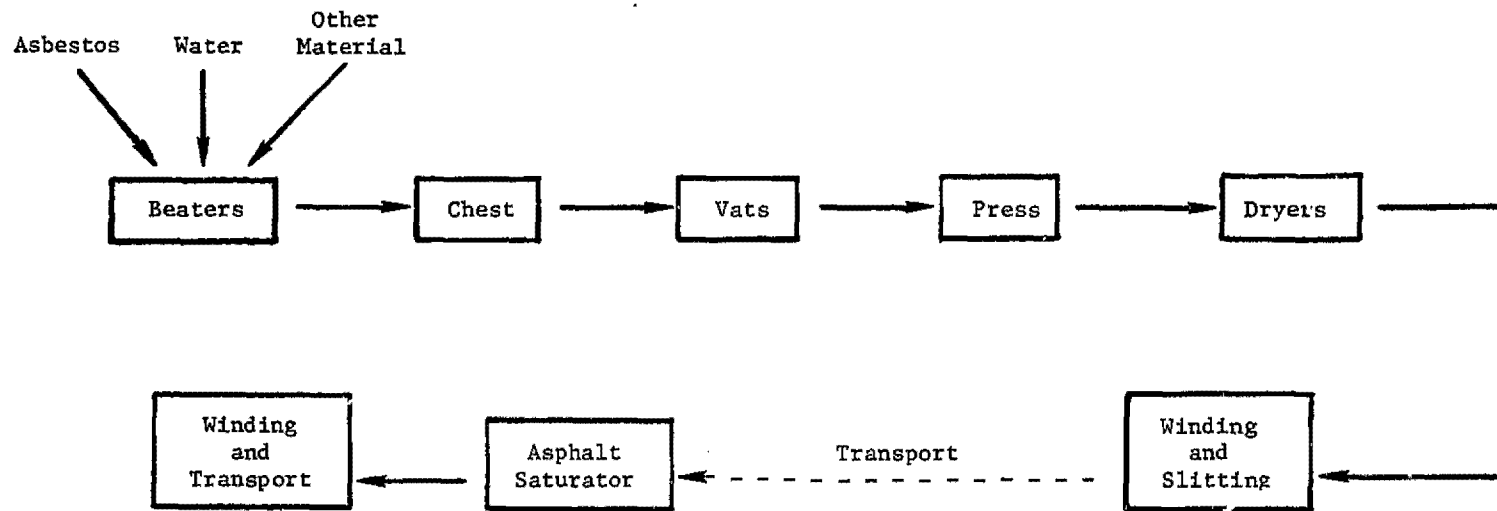 Other
Asbestos Water Material
Beaters Chest Vats Press Dryers
Winding
and
Transport
Asphalt
Saturator
Transport
Winding
and
Slitting